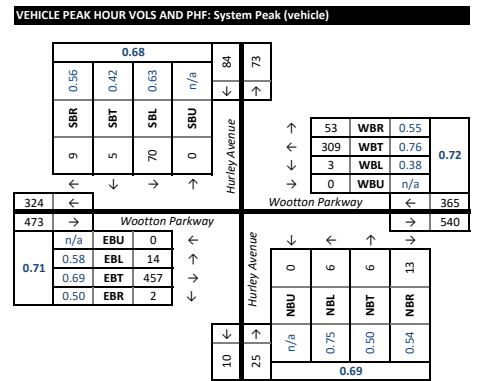 VEHICLE PEAK HOUR VOLS AND PHF: System Peak (vehicle)
0.68
84 73
0.56 0.42 0.63 n/a
↓ ↑
SBR SBT SBL SBU
Hurley Avenue
9 5 70 0
← ↓ → ↑
↑ 53 WBR 0.55
← 309 WBT 0.76
↓ 3 WBL 0.38
→ 0 WBU n/a
0.72
324 ←
Wootton Parkway
← 365
473 →
Wootton Parkway
→ 540
0.71
n/a EBU 0 ←
0.58 EBL 14 ↑
0.69 EBT 457 →
0.50 EBR 2 ↓
Hurley Avenue
↓ ← ↑ →
0 6 6 13
NBU NBL NBT NBR
↓ ↑
n/a 0.75 0.50 0.54
10 25
0.69